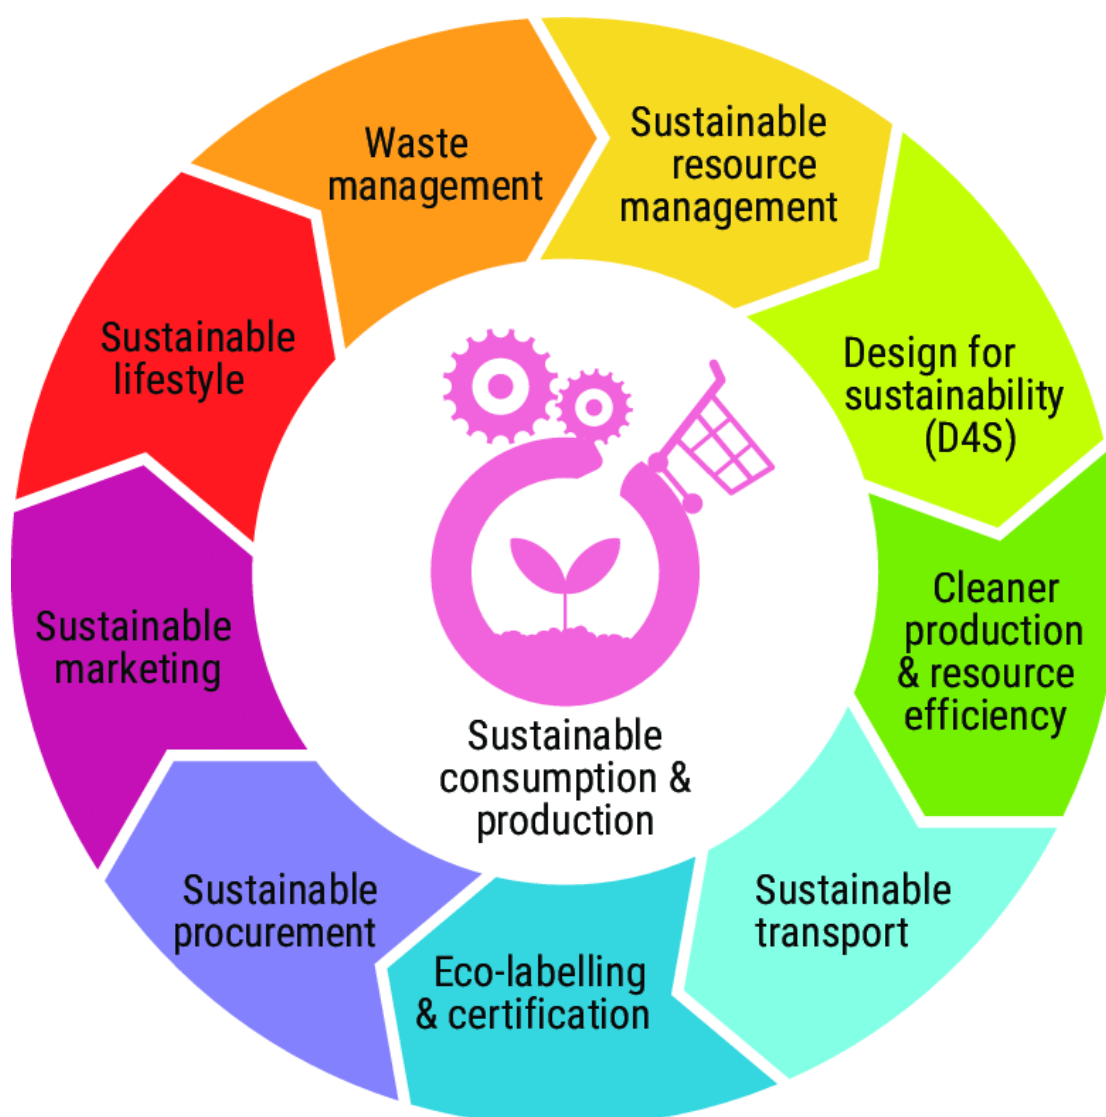 Sustainable
resource
management
Design for
sustainability
(D4S)
Cleaner
production
& resource
efficiency
Sustainable
transport
Eco-labelling
& certification
Sustainable
procurement
Sustainable
marketing
Sustainable
lifestyle
Waste
management
Sustainable
consumption &
production